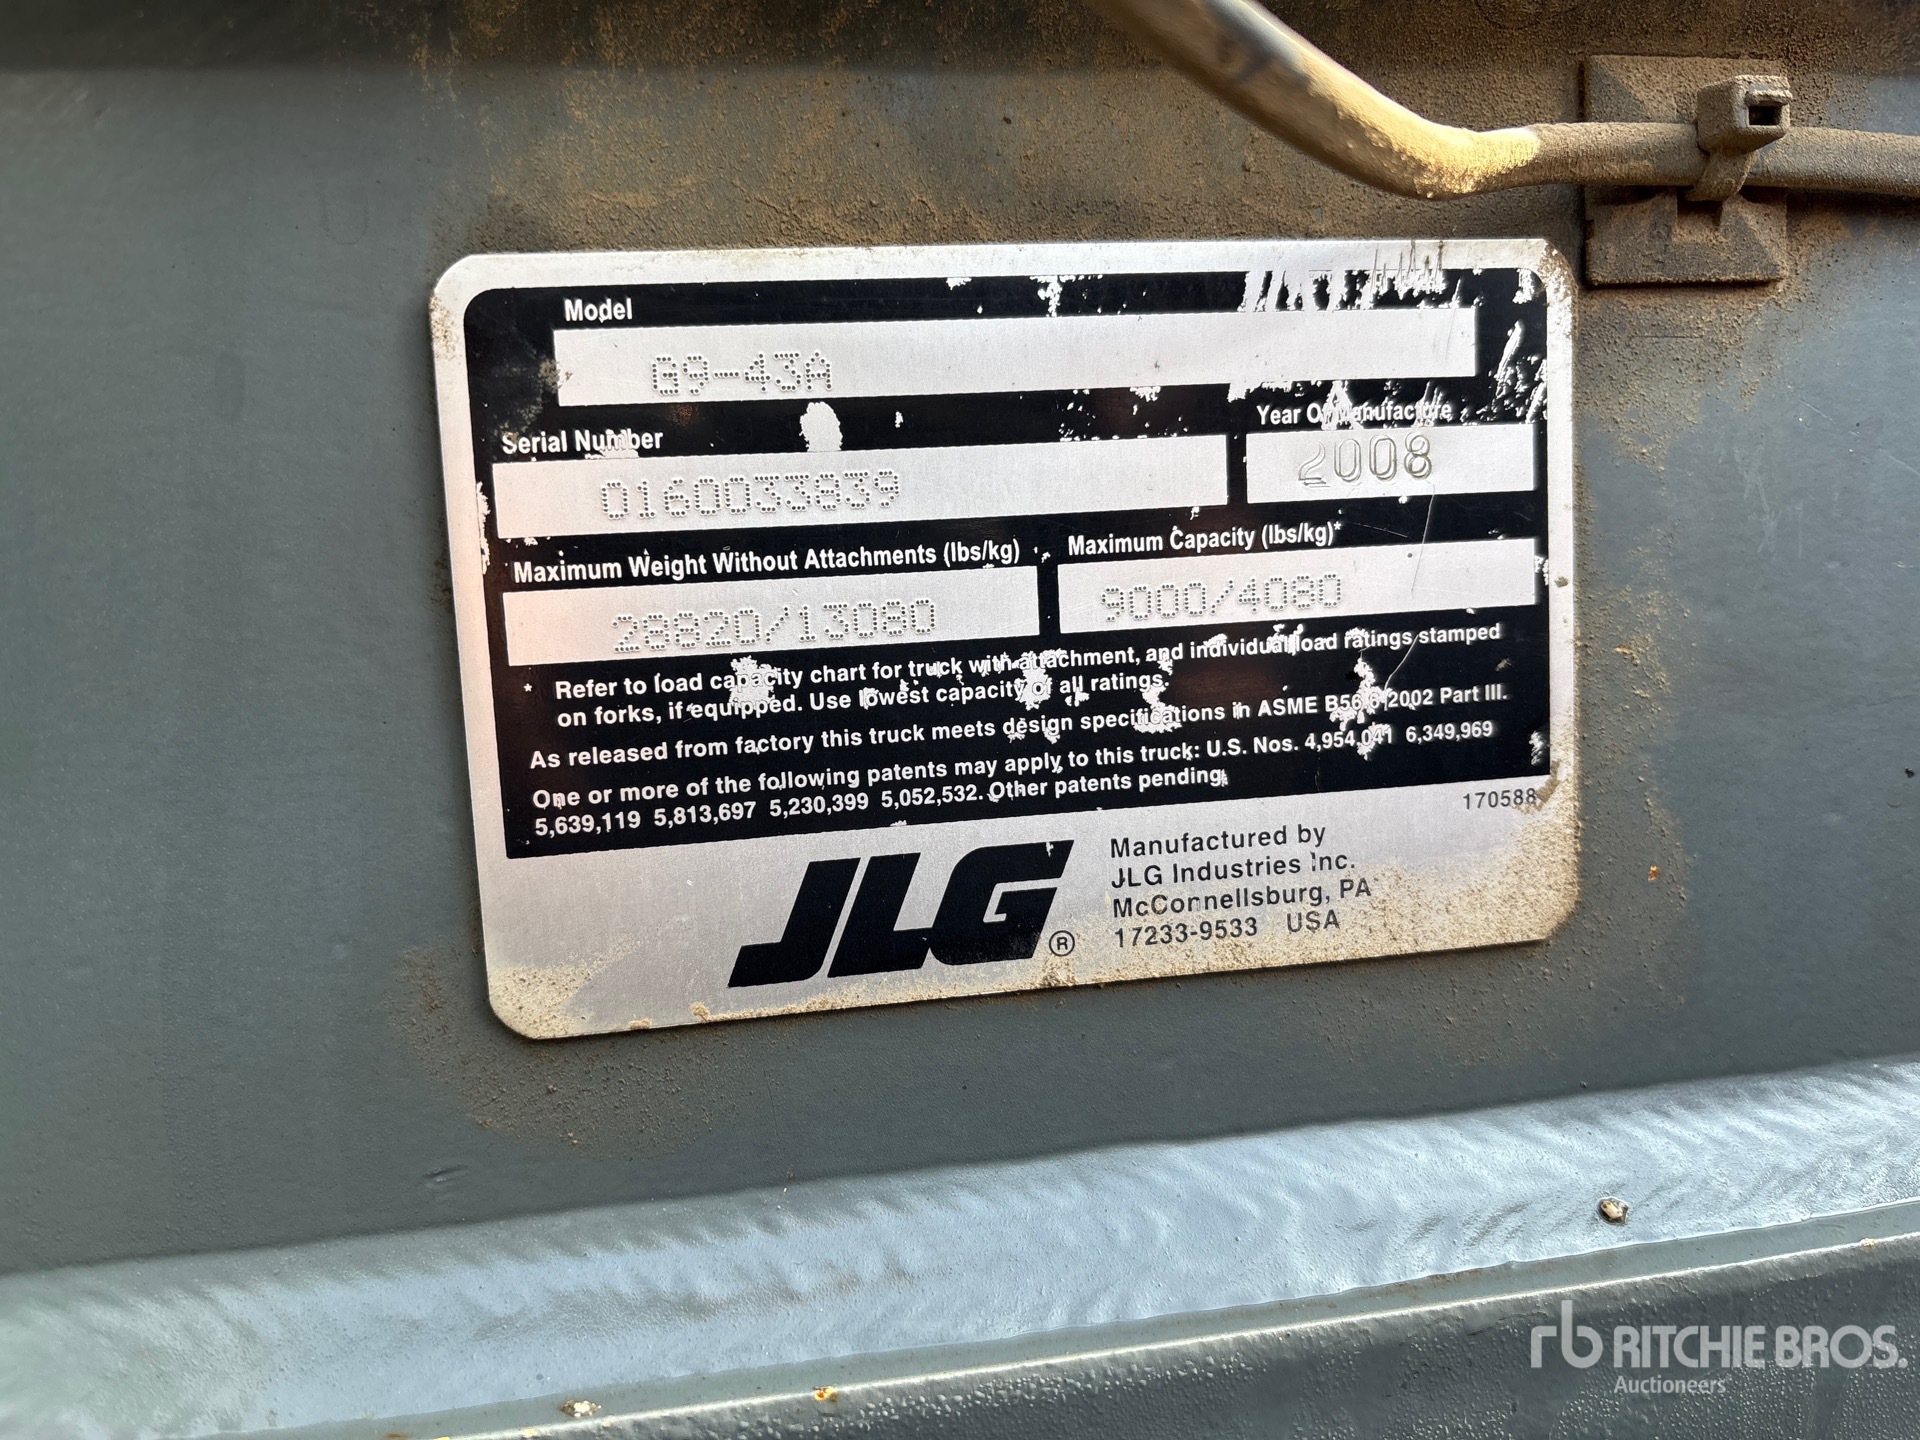 Model
G9-43A
Serial Number
Year Of Manufacture
0160033839
2008
Maximum Weight Without Attachments (lbs/kg)
Maximum Capacity (lbs/kg)*
28820/13080
9000/4080
* Refer to load capacity chart for truck with attachment, and individual load ratings stamped
on forks, if equipped. Use lowest capacity of all ratings.
As released from factory this truck meets design specifications in ASME B56.6-2002 Part III.
One or more of the following patents may apply to this truck: U.S. Nos. 4,954,041 6,349,969
5,639,119 5,813,697 5,230,399 5,052,532. Other patents pending.
170588
JLG®
Manufactured by
JLG Industries Inc.
McConnellsburg, PA
17233-9533 USA
rb RITCHIE BROS.
Auctioneers